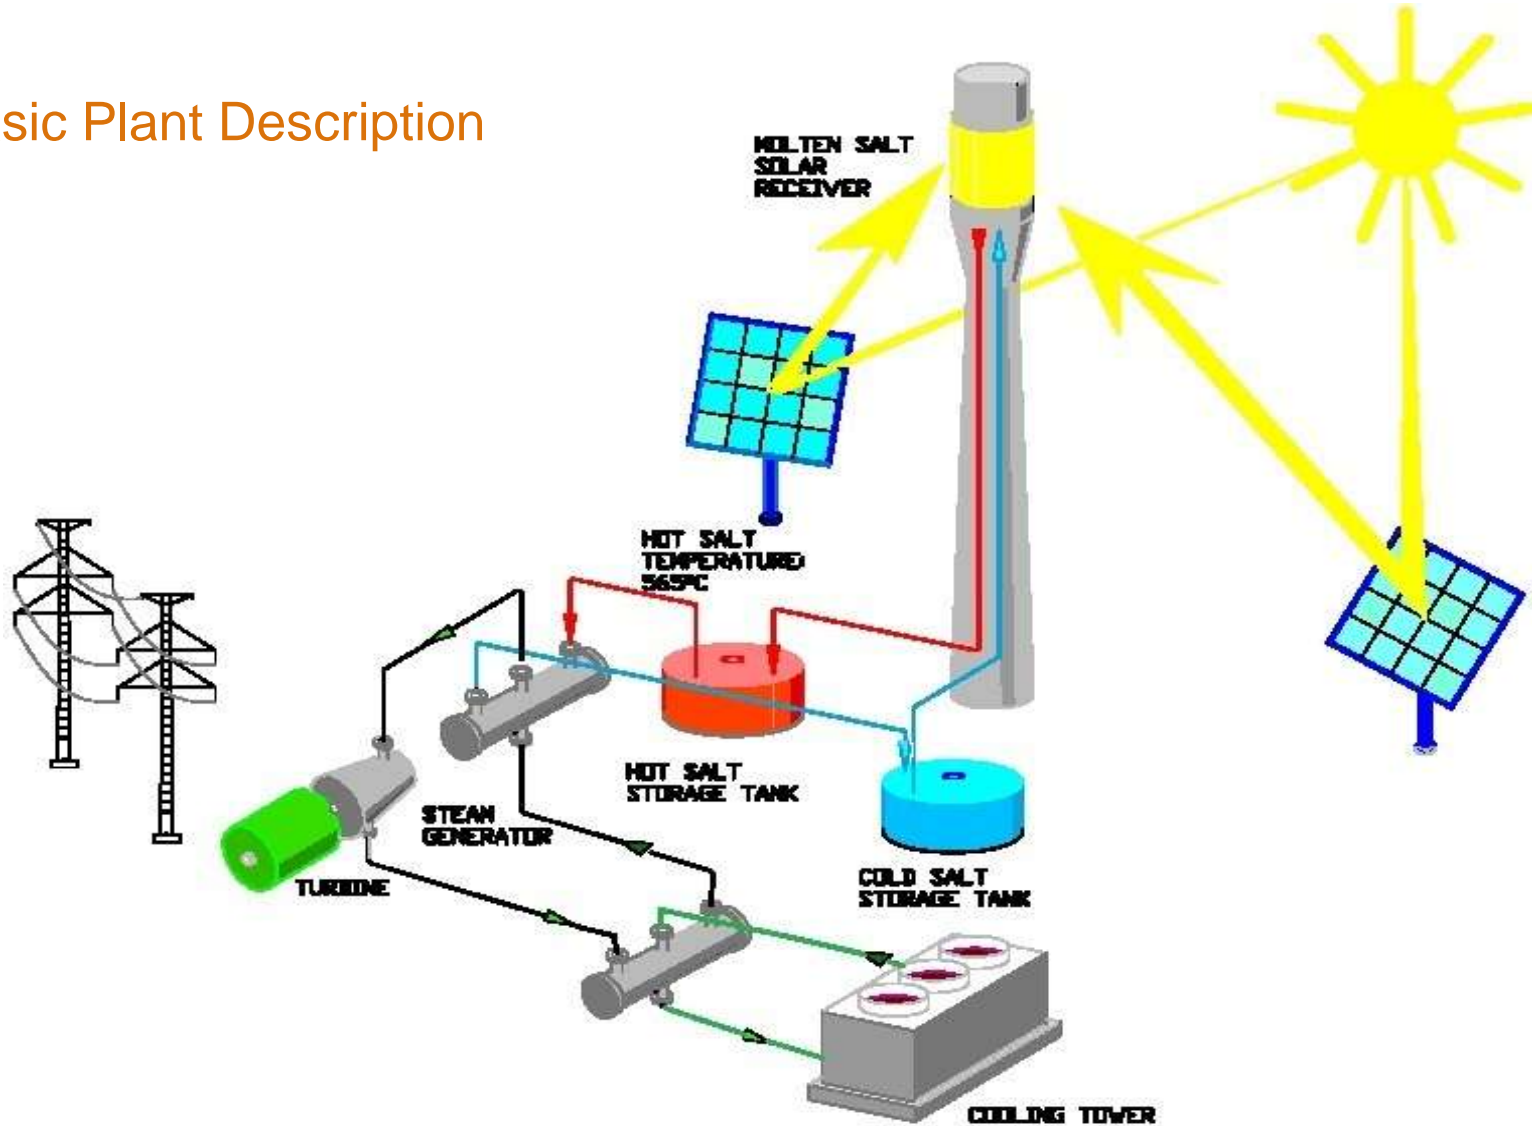 sic Plant Description
MOLTEN SALT
SOLAR
RECEIVER
HOT SALT
TEMPERATURE)
565ºC
HOT SALT
STORAGE TANK
STEAM
GENERATOR
TURBINE
COLD SALT
STORAGE TANK
COOLING TOWER